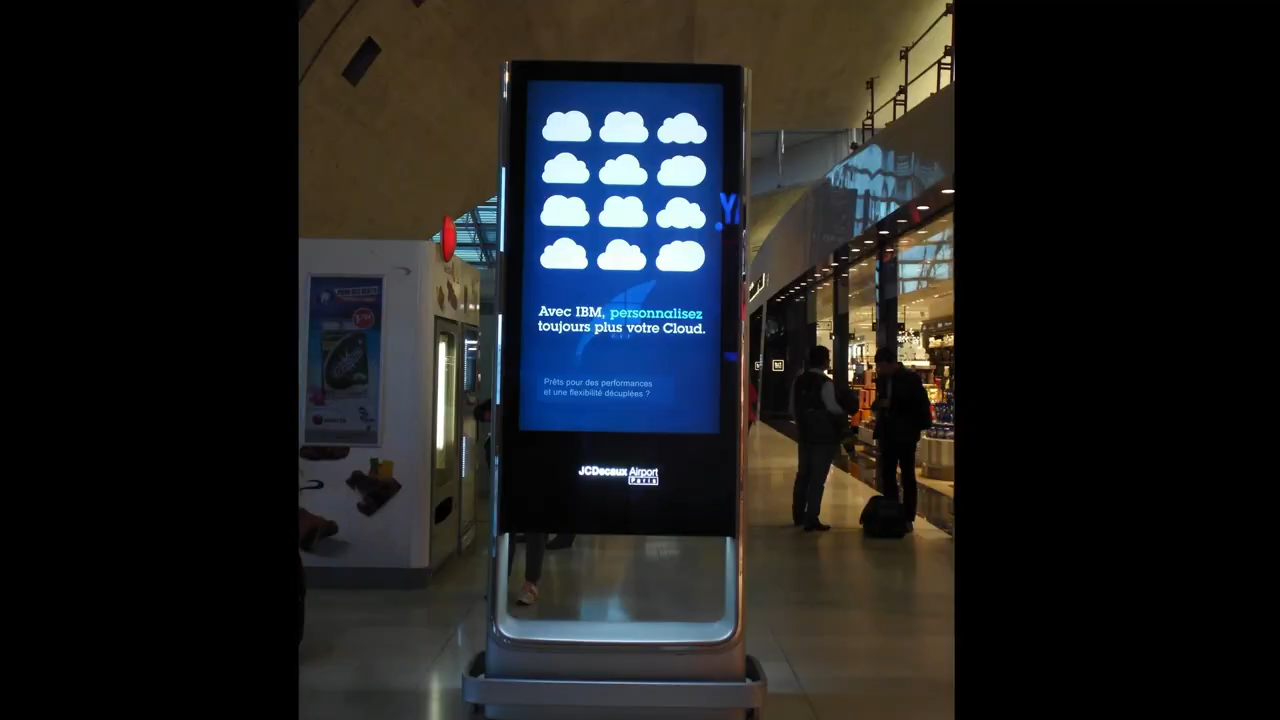 Avec IBM, personnalisez
toujours plus votre Cloud.
Prêts pour des performances
et une flexibilité décuplées ?
JCDecaux Airport
Paris